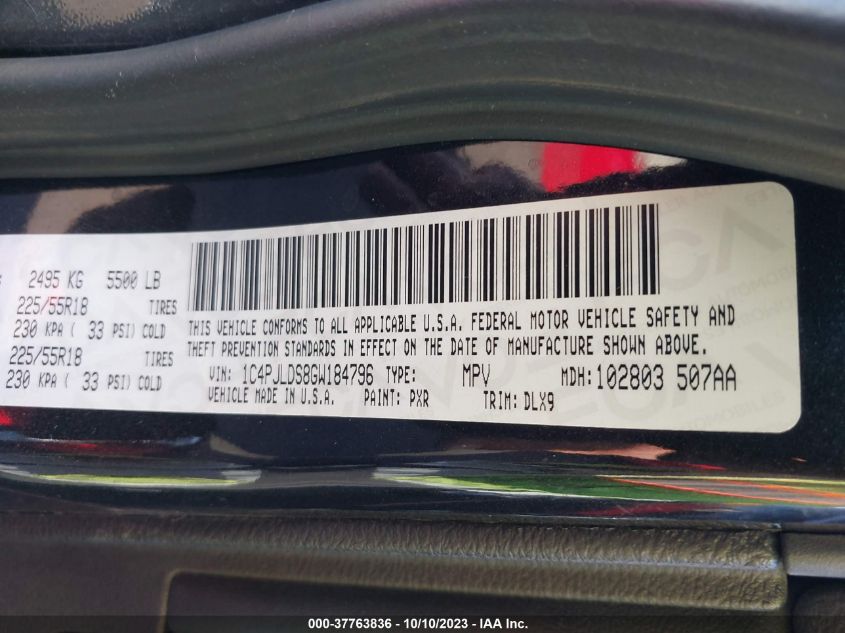 2495 KG 5500 LB
225/55R18 TIRES
230 KPA ( 33 PSI) COLD
225/55R18 TIRES
230 KPA ( 33 PSI) COLD
THIS VEHICLE CONFORMS TO ALL APPLICABLE U.S.A. FEDERAL MOTOR VEHICLE SAFETY AND
THEFT PREVENTION STANDARDS IN EFFECT ON THE DATE OF MANUFACTURE SHOWN ABOVE.
VIN: 1C4PJLDS8GW184796 TYPE: MPV MDH: 102803 507AA
VEHICLE MADE IN U.S.A. PAINT: PXR TRIM: DLX9
000-37763836 - 10/10/2023 - IAA Inc.